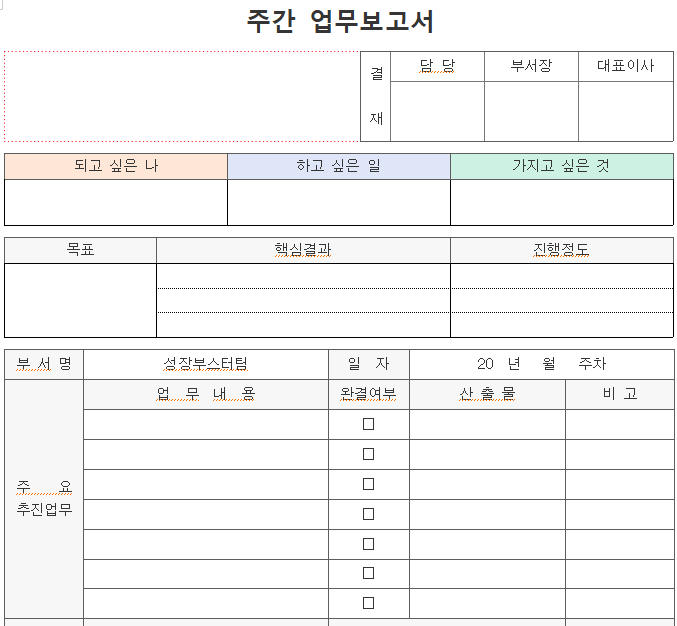 주간 업무보고서
결 담 당 부서장 대표이사
재
되고 싶은 나 하고 싶은 일 가지고 싶은 것
목표 핵심결과 진행정도
부 서 명 성장부스터팀 일 자 20 년 월 주차
업 무 내 용 완결여부 산 출 물 비 고
□
□
□
주 요
추진업무
□
□
□
□